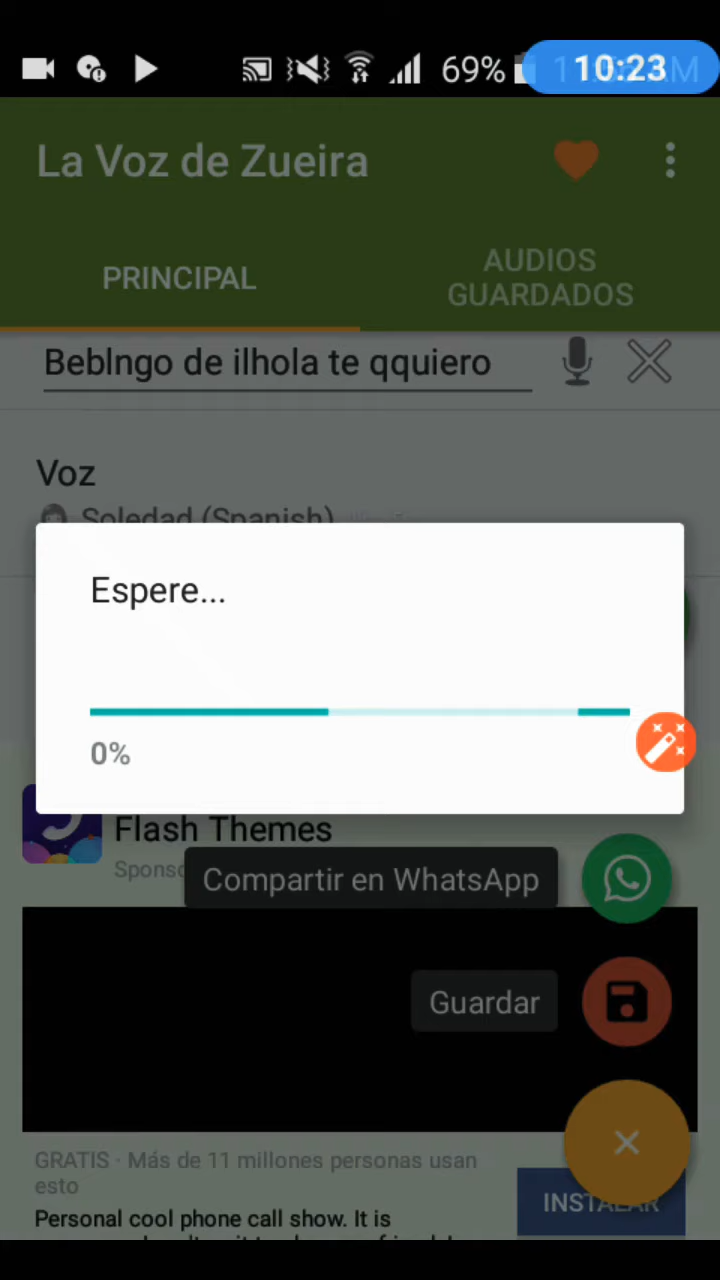 69% 10:23
La Voz de Zueira
PRINCIPAL
AUDIOS
GUARDADOS
Beblngo de ilhola te qquiero
Voz
Soledad (Spanish)
Espere...
0%
Flash Themes
Compartir en WhatsApp
Guardar
GRATIS · Más de 11 millones personas usan
esto
INSTALAR
Personal cool phone call show. It is